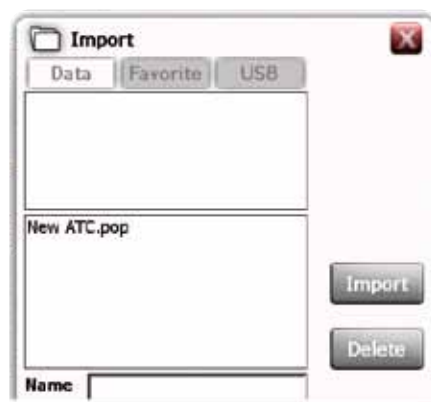 Import
Data Favorite USB
New ATC.pop
Import
Delete
Name